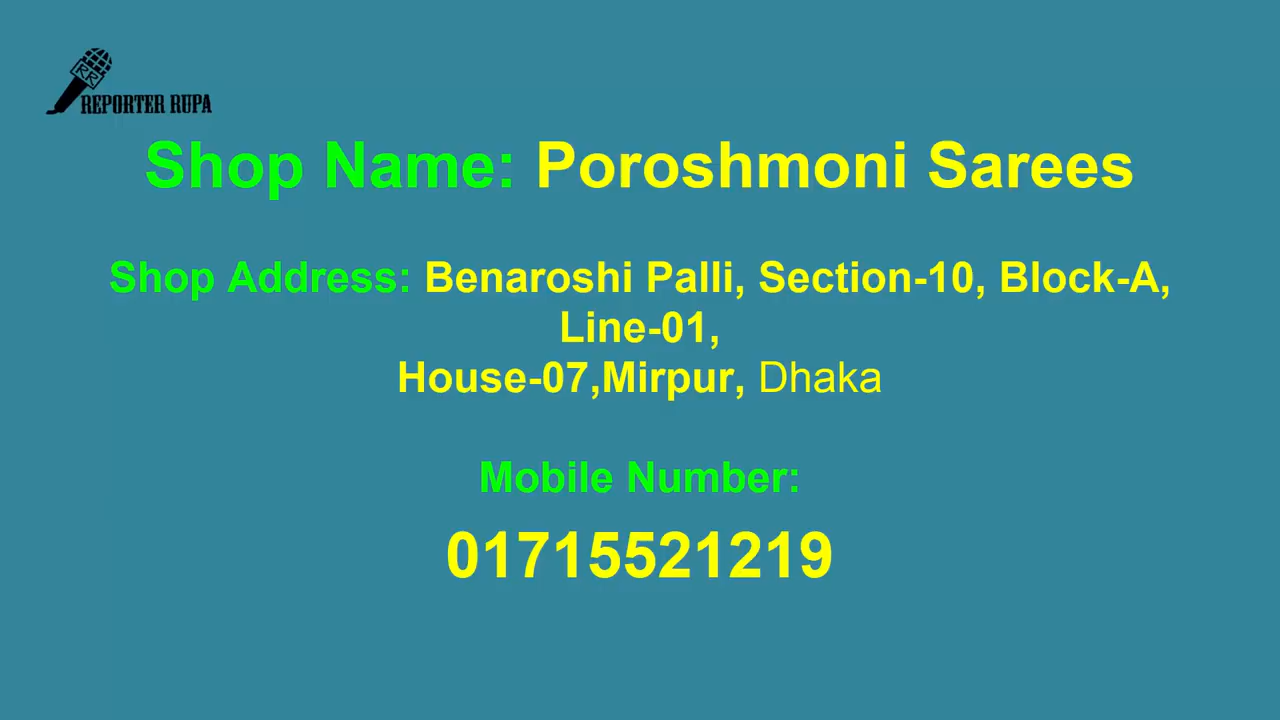 RR
REPORTER RUPA
Shop Name: Poroshmoni Sarees
Shop Address: Benaroshi Palli, Section-10, Block-A,
Line-01,
House-07,Mirpur, Dhaka
Mobile Number:
01715521219